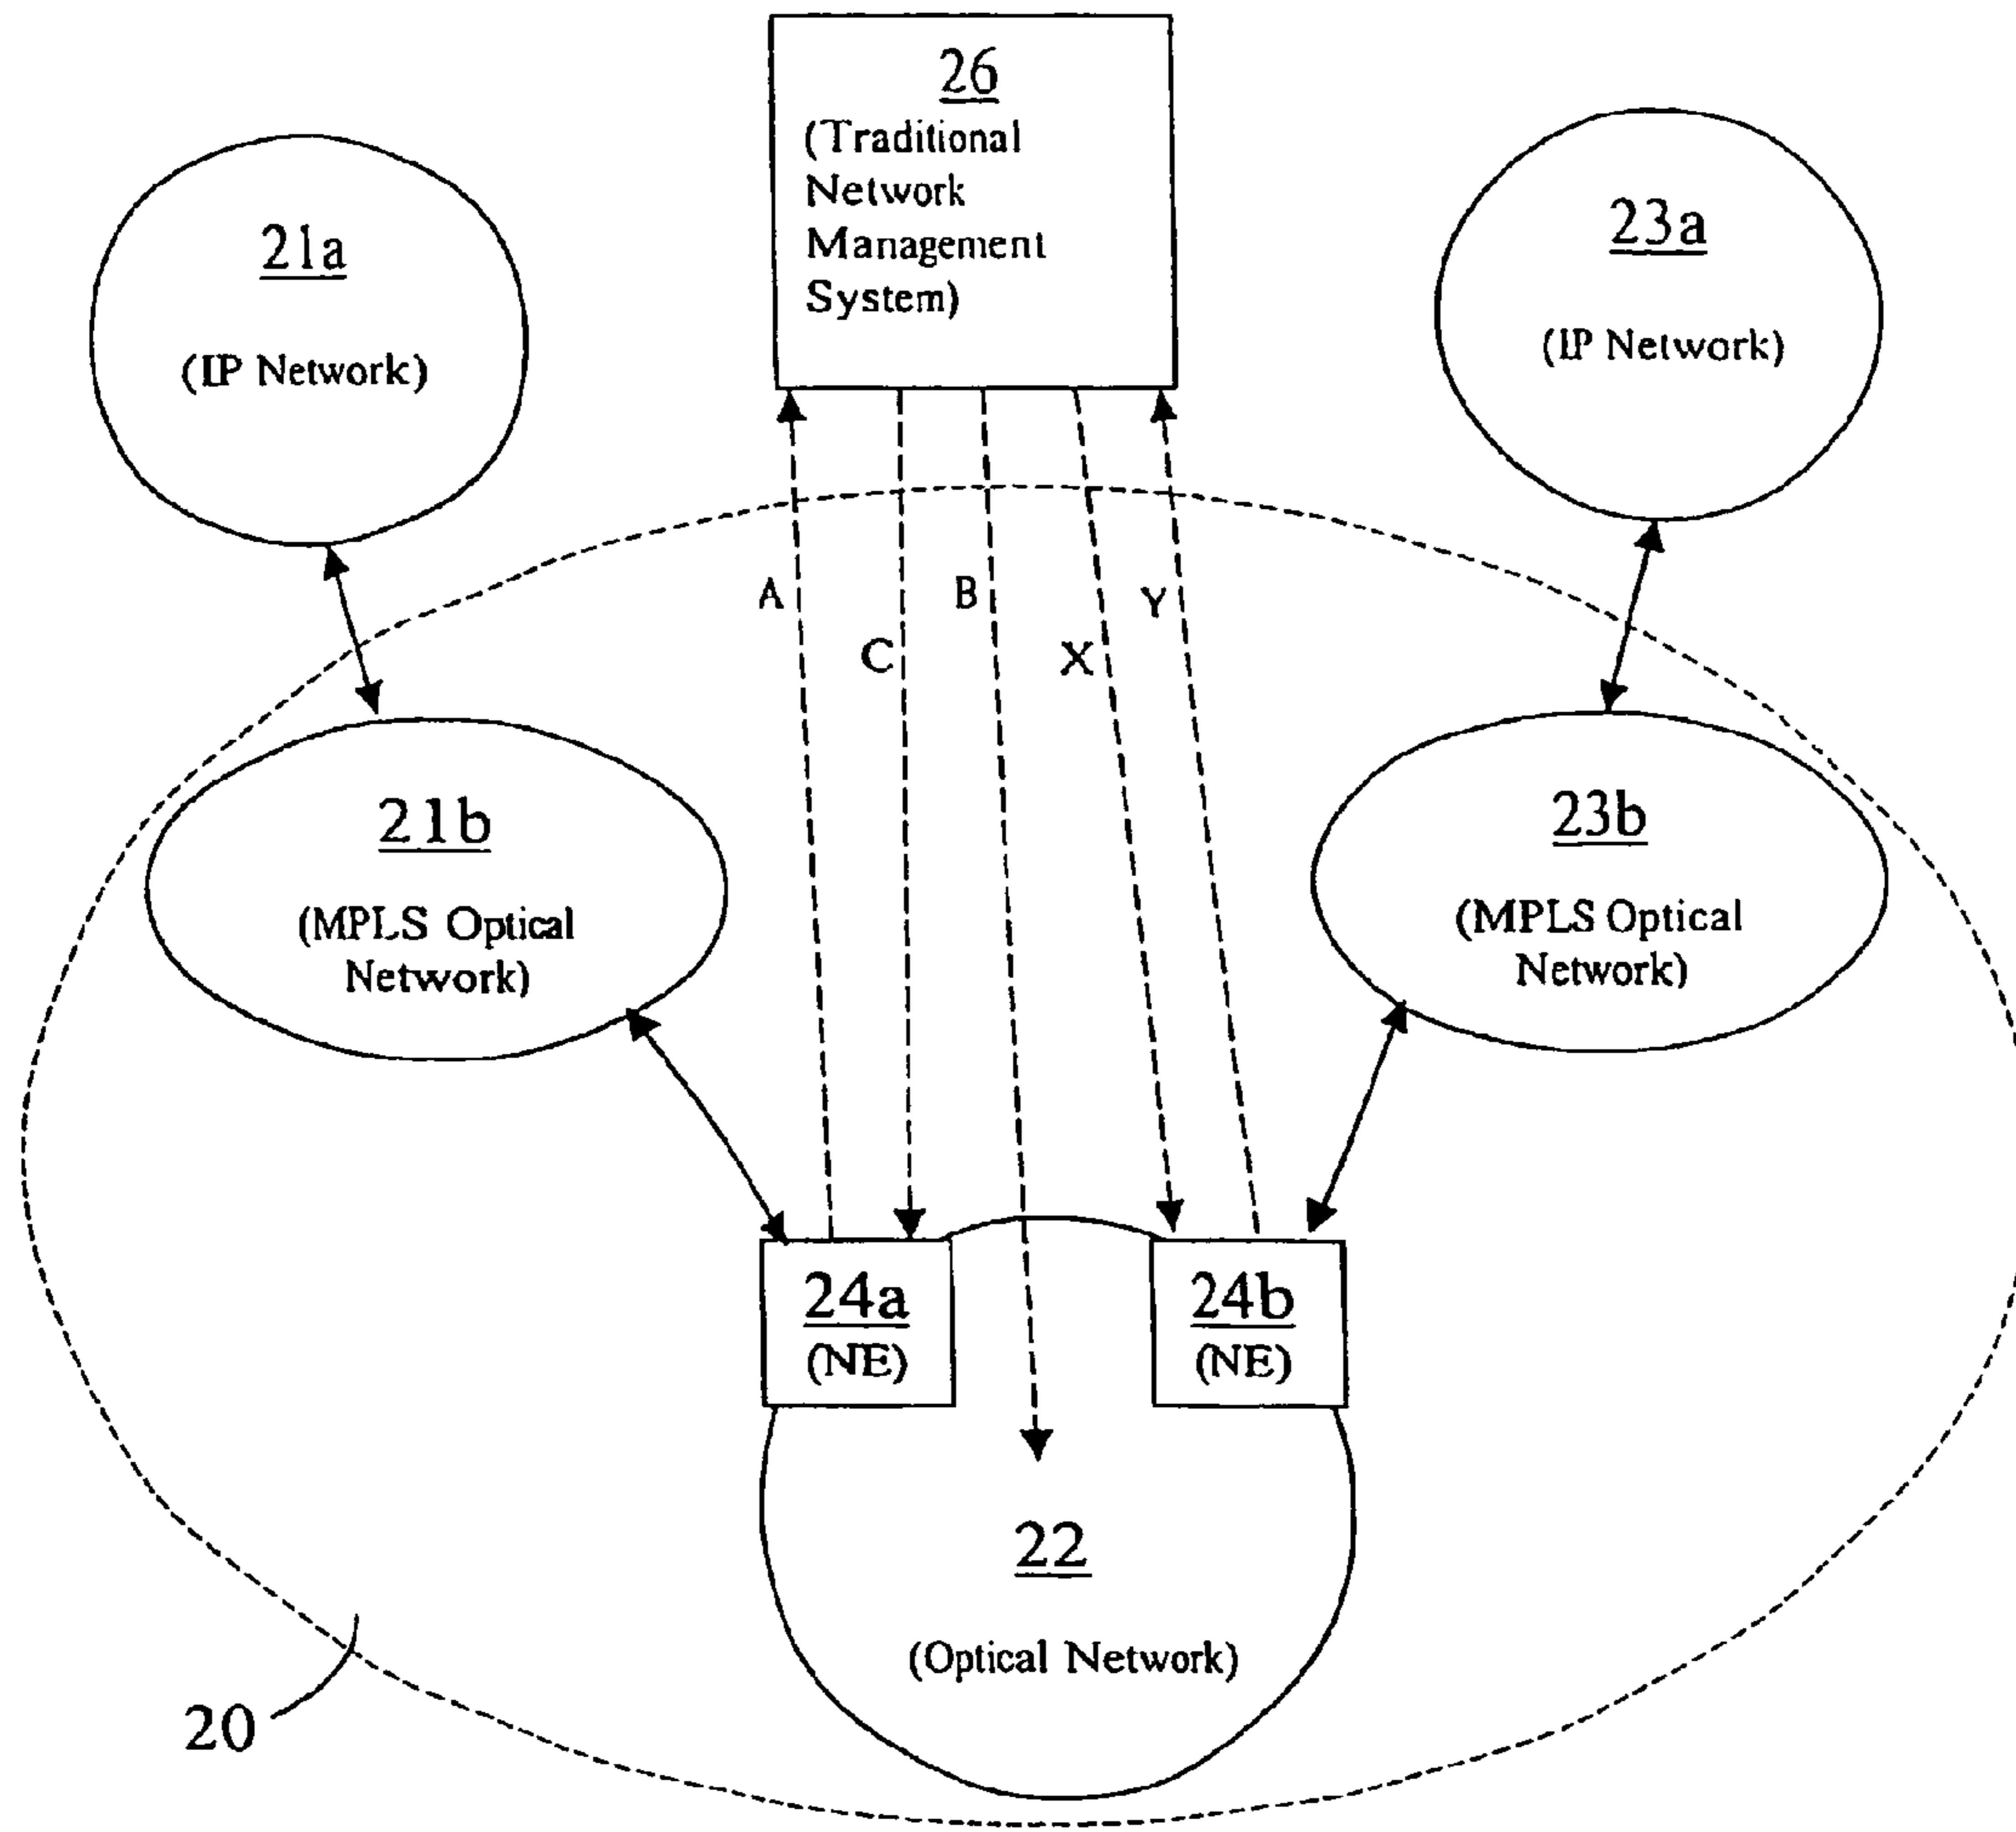 26
(Traditional
Network
Management
System)
21a
(IP Network)
23a
(IP Network)
A
C
B
X
Y
21b
(MPLS Optical
Network)
23b
(MPLS Optical
Network)
24a
(NE)
24b
(NE)
22
(Optical Network)
20